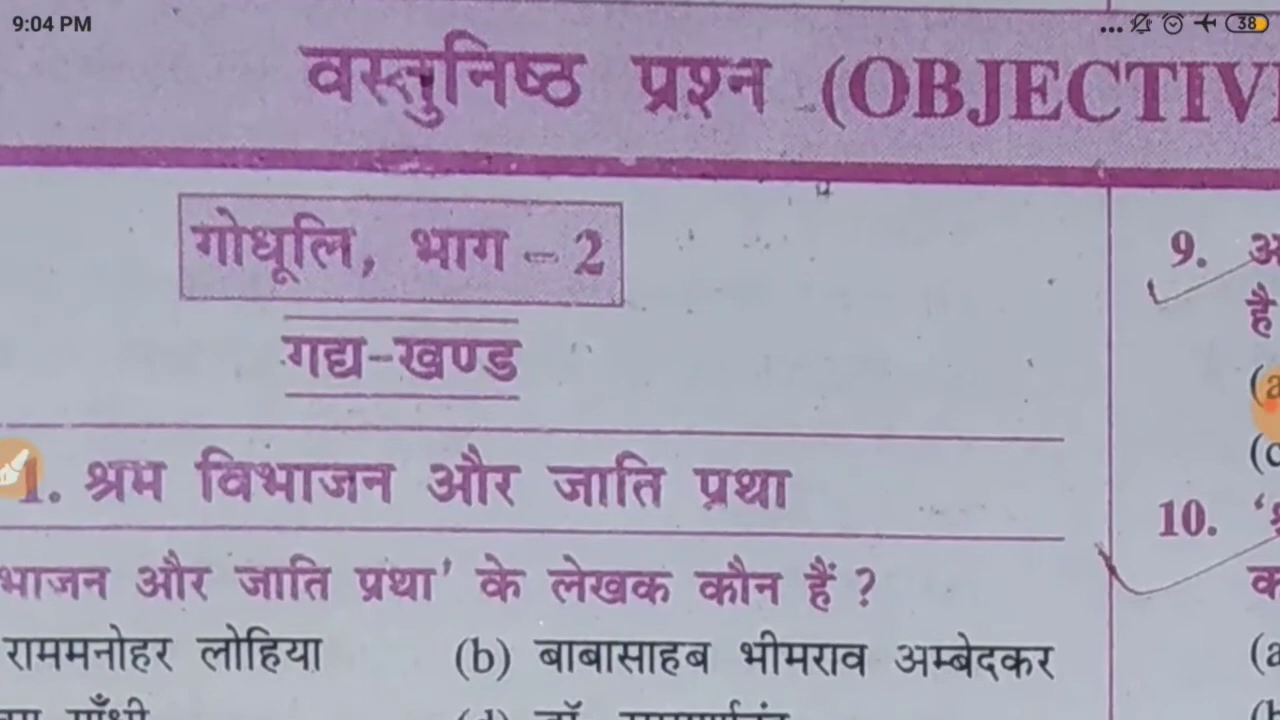 9:04 PM
38
वस्तुनिष्ठ प्रश्न (OBJECTIV
गोधूलि, भाग – 2
गद्य-खण्ड
1. श्रम विभाजन और जाति प्रथा
भाजन और जाति प्रथा' के लेखक कौन हैं ?
राममनोहर लोहिया (b) बाबासाहब भीमराव अम्बेदकर
गाँधी (d) डॉ.
9.
है
(a
(c
10.
(a